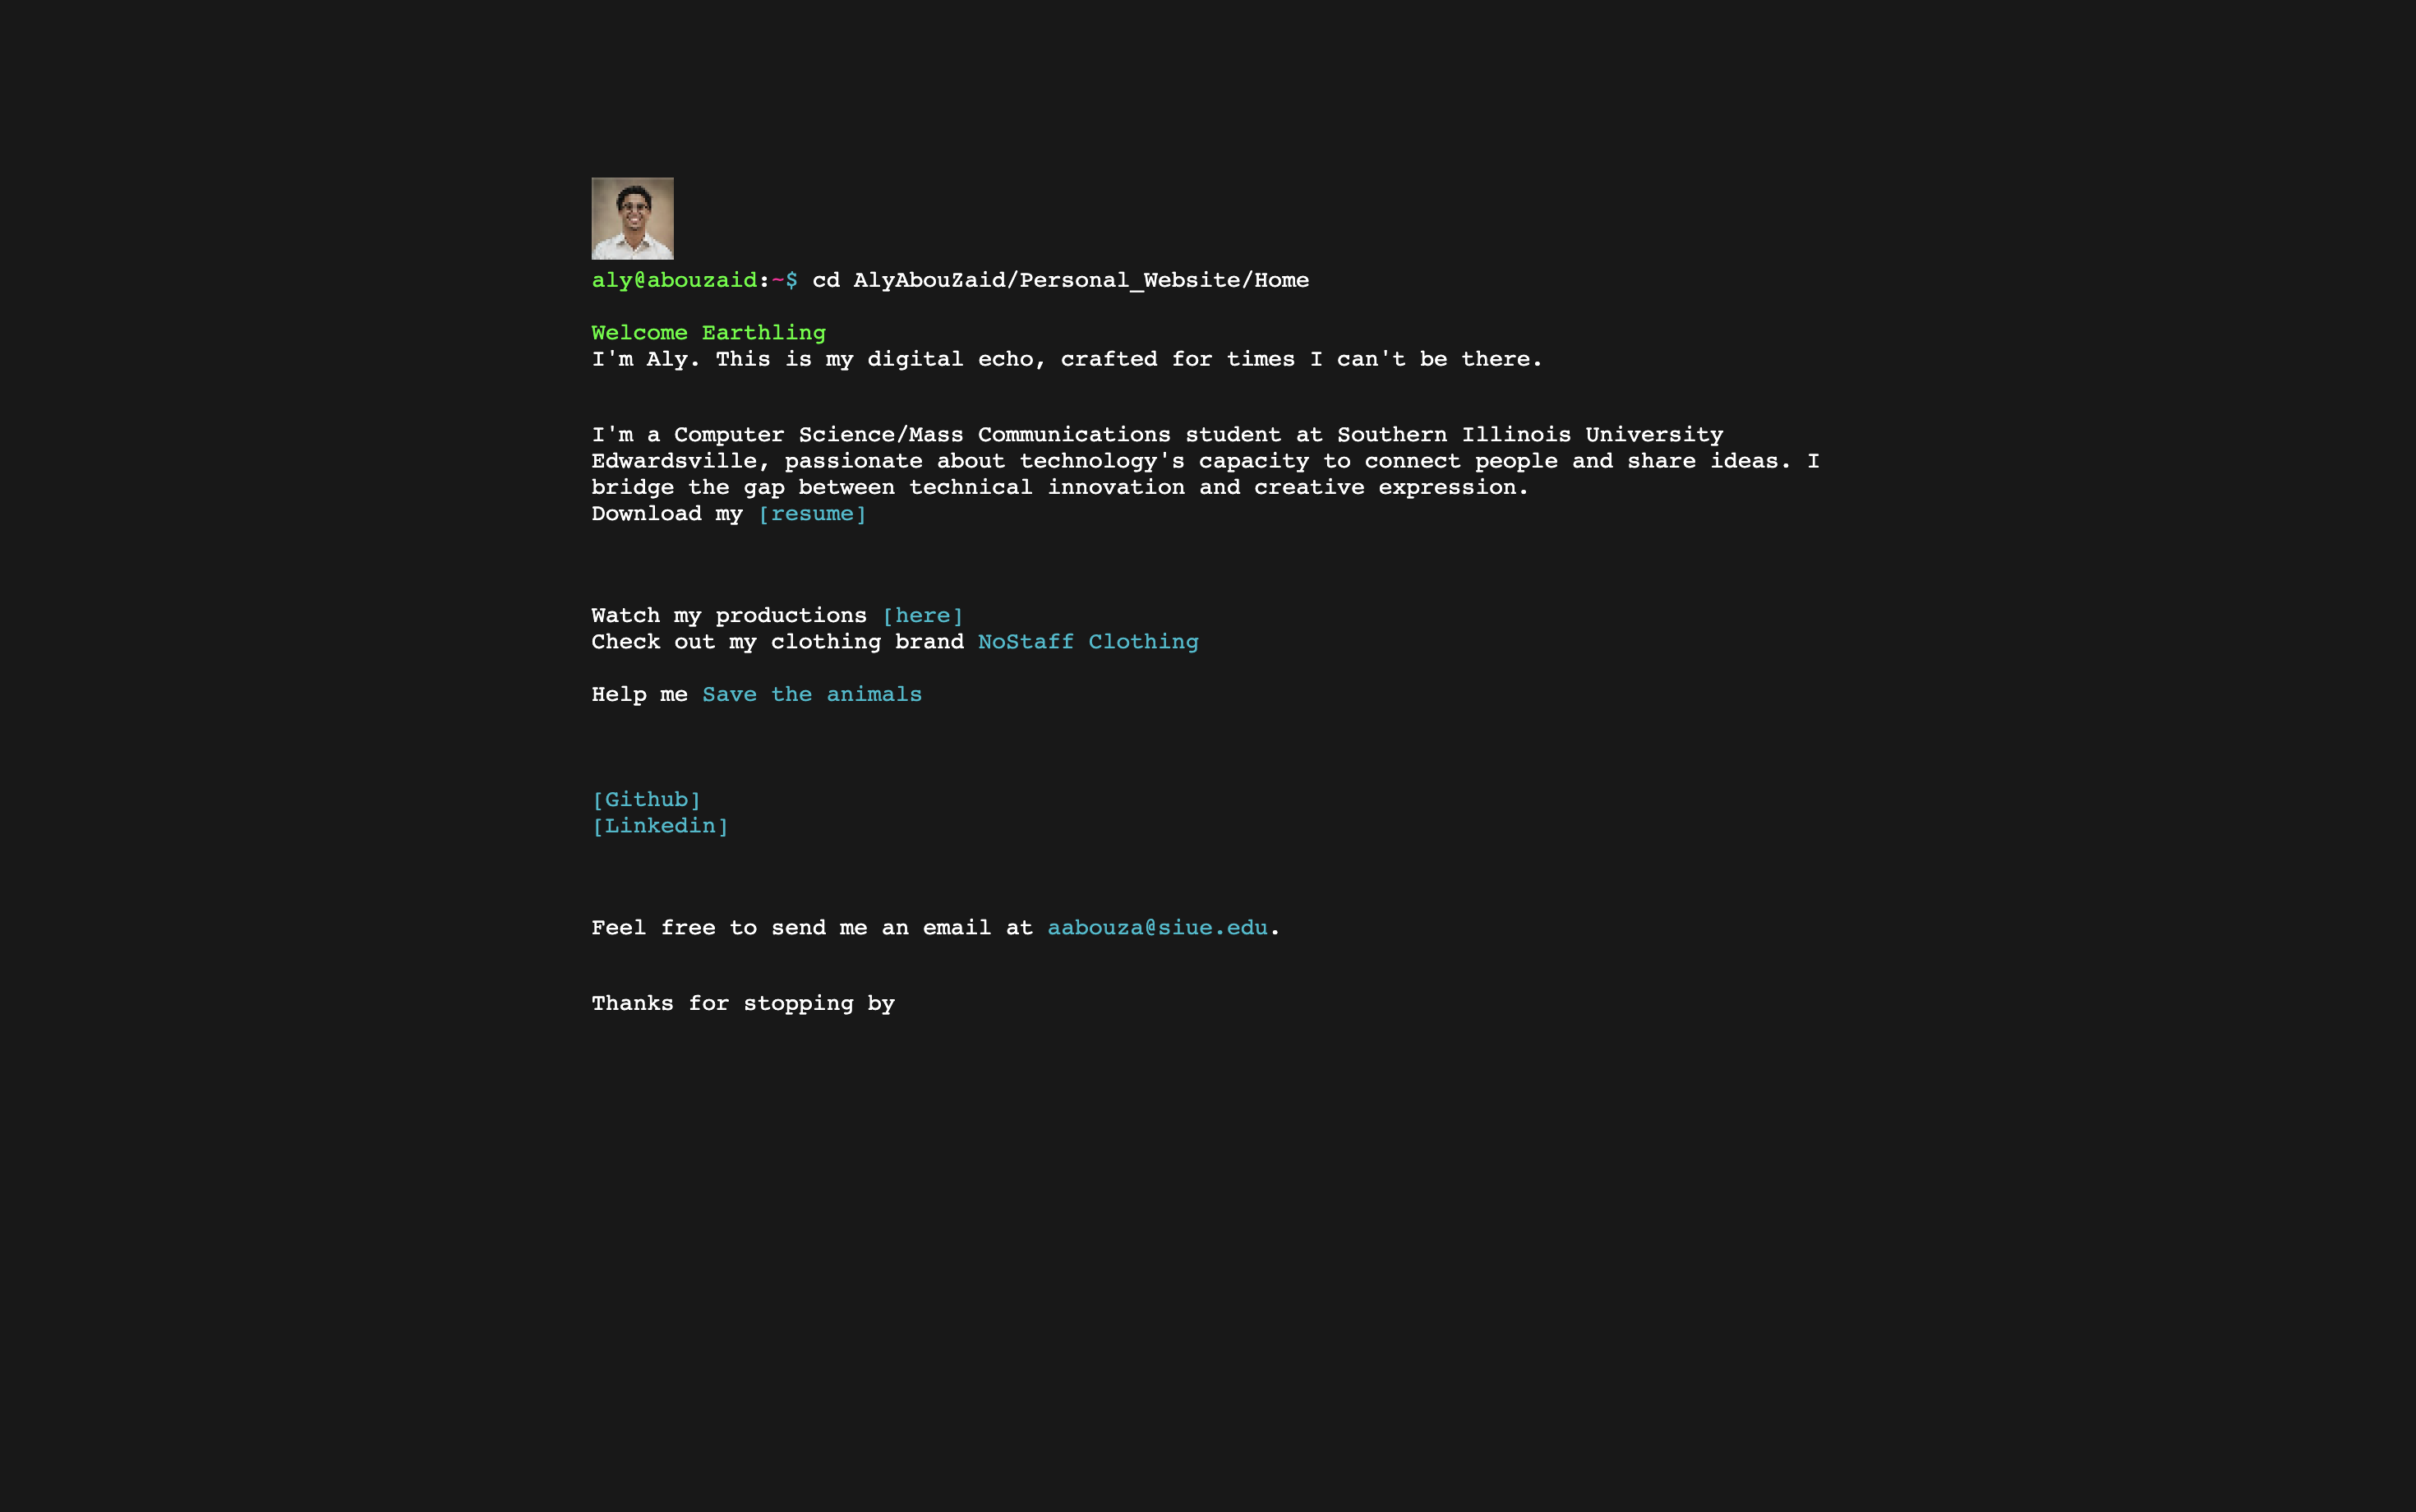 aly@abouzaid:~$ cd AlyAbouZaid/Personal_Website/Home
Welcome Earthling
I'm Aly. This is my digital echo, crafted for times I can't be there.
I'm a Computer Science/Mass Communications student at Southern Illinois University
Edwardsville, passionate about technology's capacity to connect people and share ideas. I
bridge the gap between technical innovation and creative expression.
Download my [resume]
Watch my productions [here]
Check out my clothing brand NoStaff Clothing
Help me Save the animals
[Github]
[Linkedin]
Feel free to send me an email at aabouza@siue.edu.
Thanks for stopping by